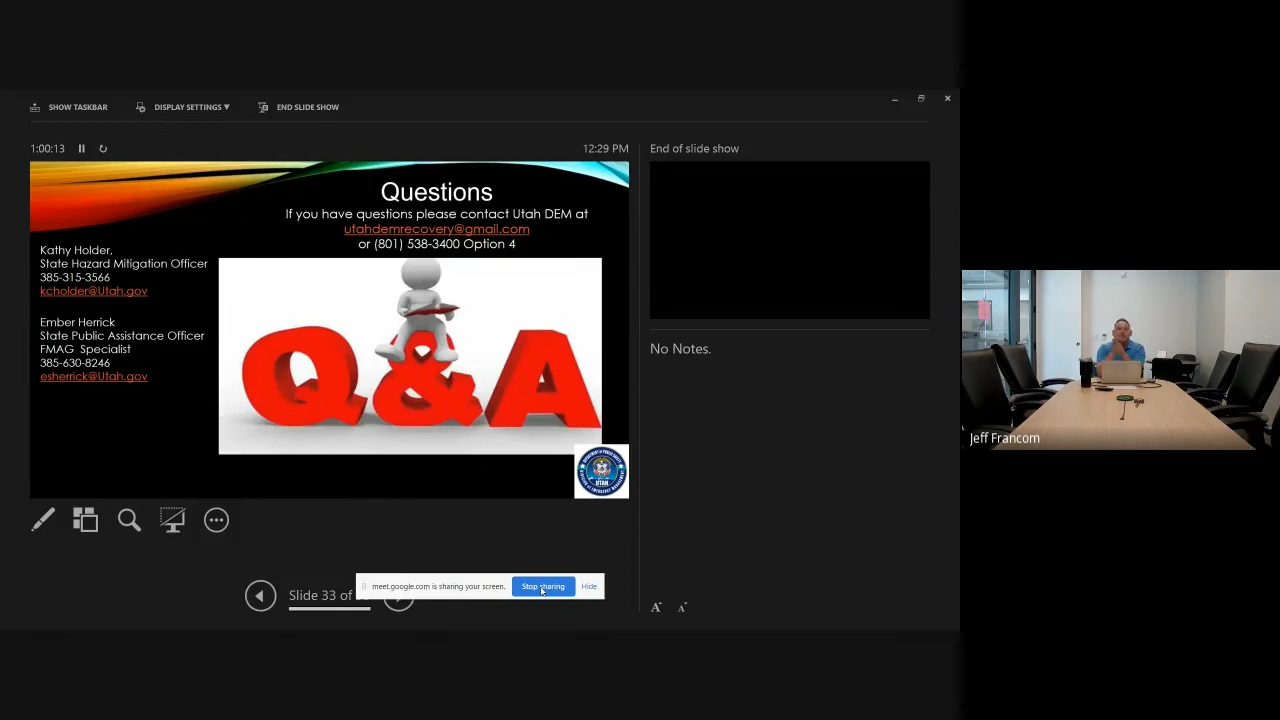 SHOW TASKBAR
DISPLAY SETTINGS ▼
END SLIDE SHOW
1:00:13
12:29 PM
Questions
If you have questions please contact Utah DEM at
utahdemrecovery@gmail.com
or (801) 538-3400 Option 4
Kathy Holder,
State Hazard Mitigation Officer
385-315-3566
kcholder@Utah.gov
Ember Herrick
State Public Assistance Officer
FMAG Specialist
385-630-8246
esherrick@Utah.gov
Q&A
UTAH
End of slide show
No Notes.
Jeff Francom
meet.google.com is sharing your screen.
Stop sharing
Hide
Slide 33 of
A
A